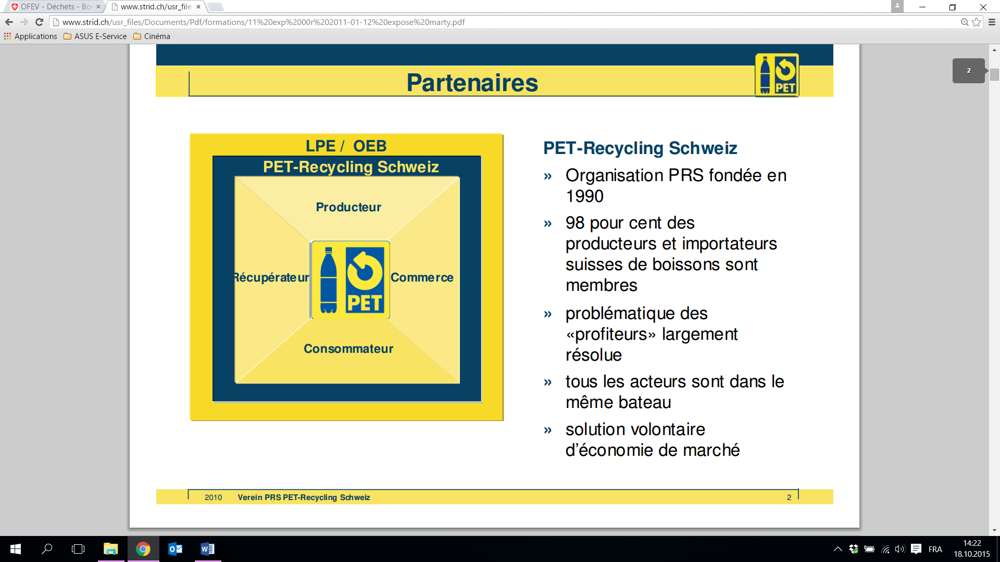 OFEV - Déchets - Bo
www.strid.ch/usr_file
www.strid.ch/usr_files/Documents/Pdf/formations/11%20exp%2000r%202011-01-12%20expose%20marty.pdf
Applications ASUS E-Service Cinéma
2
Partenaires
PET
LPE / OEB
PET-Recycling Schweiz
Producteur
Récupérateur
PET
Commerce
Consommateur
PET-Recycling Schweiz
» Organisation PRS fondée en
1990
» 98 pour cent des
producteurs et importateurs
suisses de boissons sont
membres
» problématique des
«profiteurs» largement
résolue
» tous les acteurs sont dans le
même bateau
» solution volontaire
d'économie de marché
2010 Verein PRS PET-Recycling Schweiz 2
FRA
14:22
18.10.2015